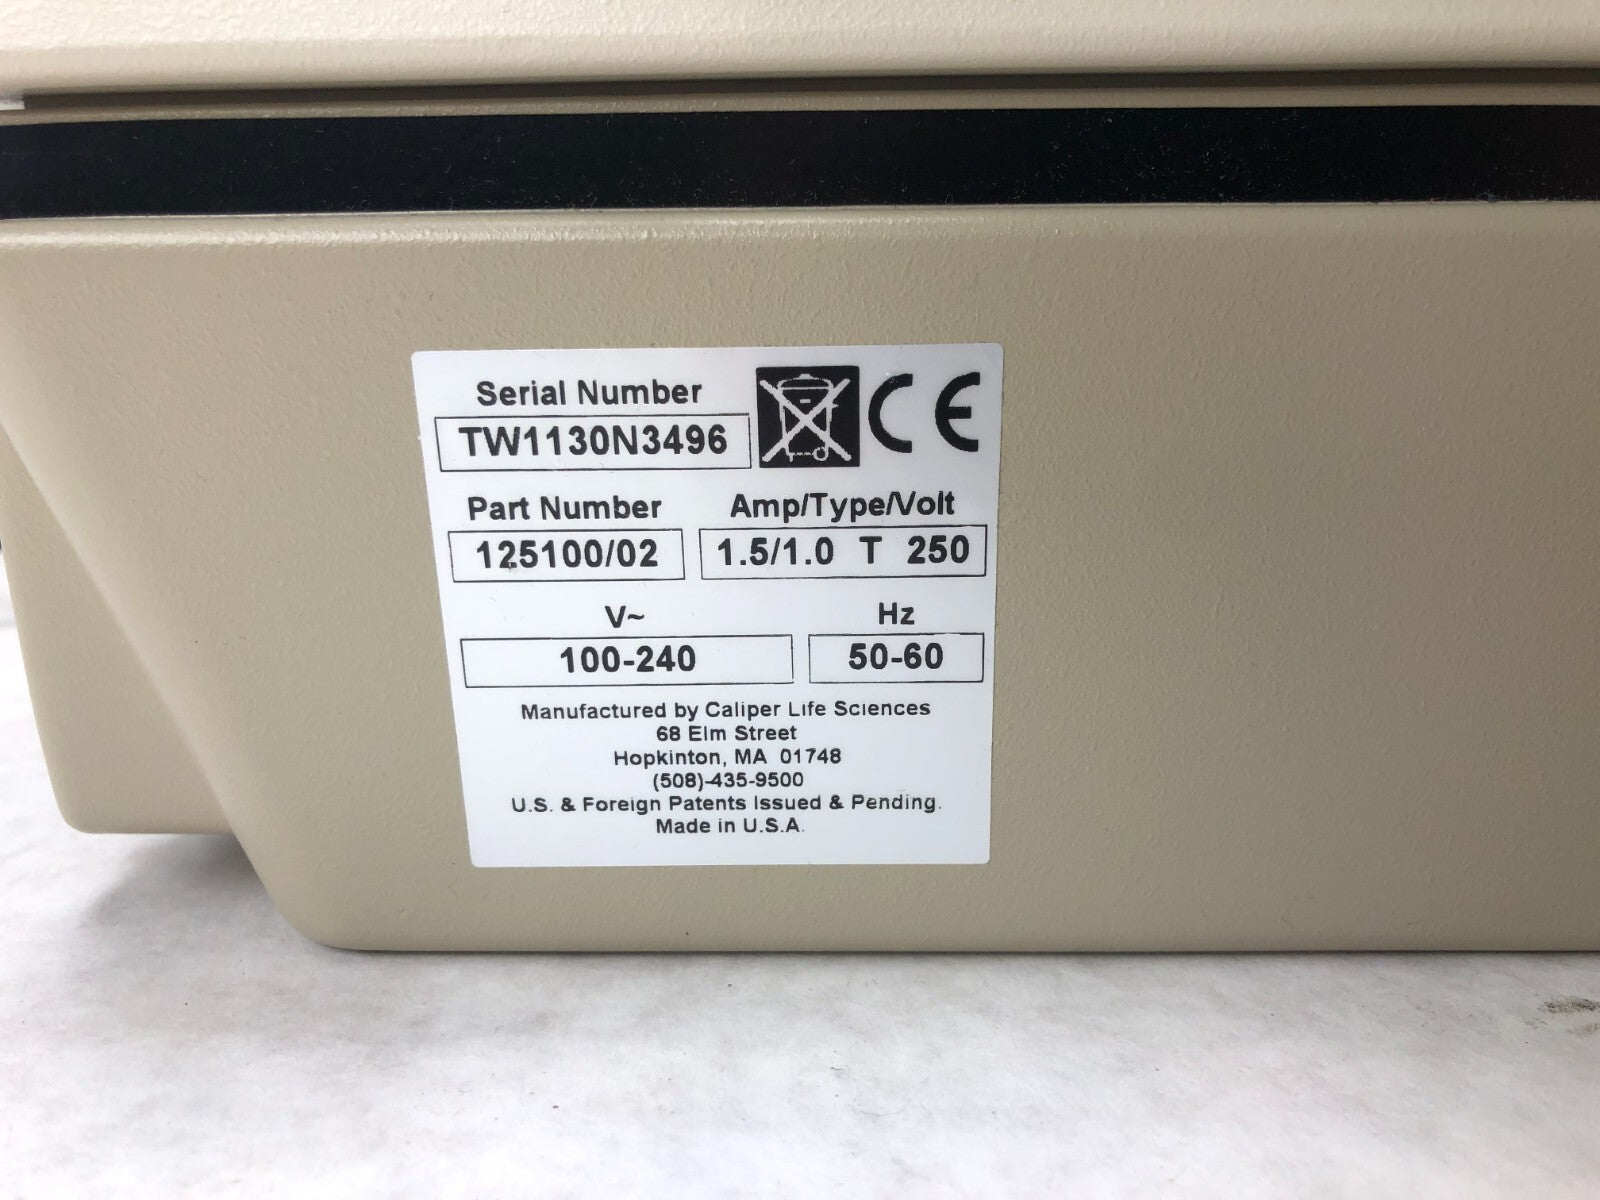 Serial Number
TW1130N3496
CE
Part Number
125100/02
Amp/Type/Volt
1.5/1.0 T 250
V~
100-240
Hz
50-60
Manufactured by Caliper Life Sciences
68 Elm Street
Hopkinton, MA 01748
(508)-435-9500
U.S. & Foreign Patents Issued & Pending.
Made in U.S.A.